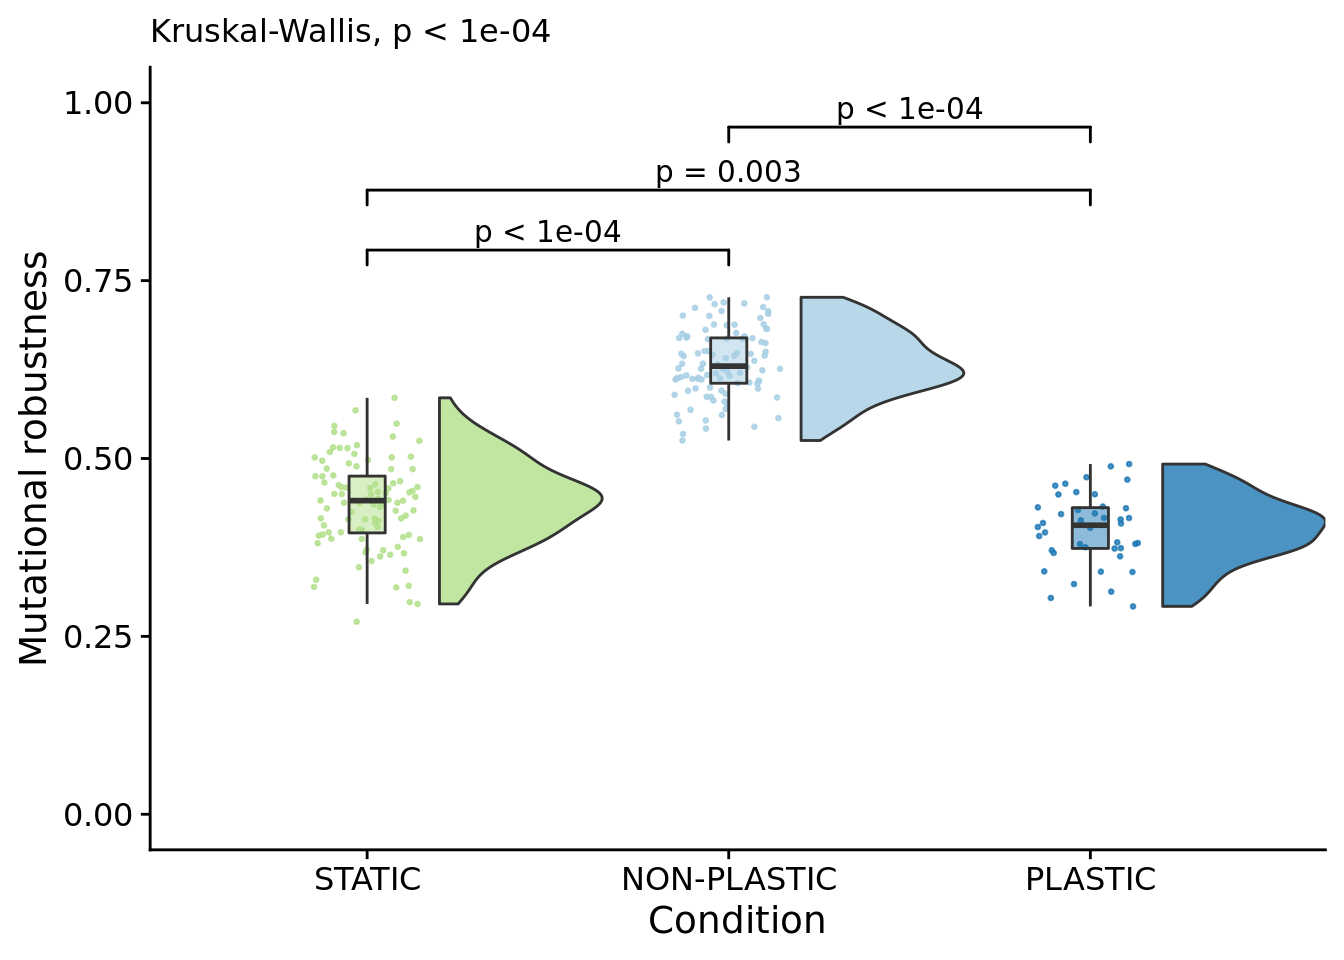 Kruskal-Wallis, p < 1e-04
1.00
0.75
0.50
0.25
0.00
Mutational robustness
p < 1e-04
p = 0.003
p < 1e-04
STATIC
NON-PLASTIC
PLASTIC
Condition